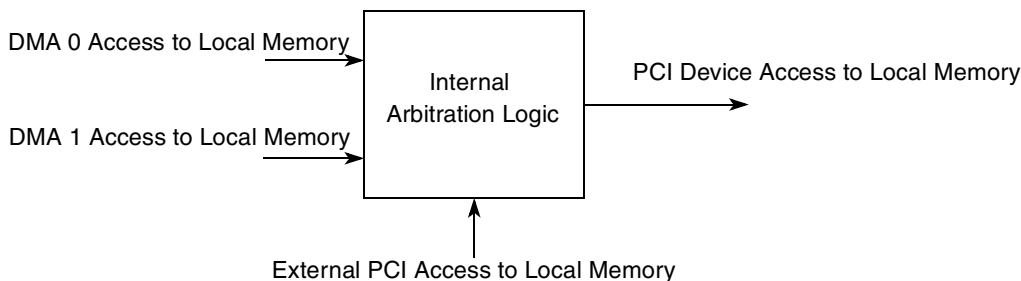 DMA 0 Access to Local Memory
Internal
Arbitration Logic
PCI Device Access to Local Memory
DMA 1 Access to Local Memory
External PCI Access to Local Memory